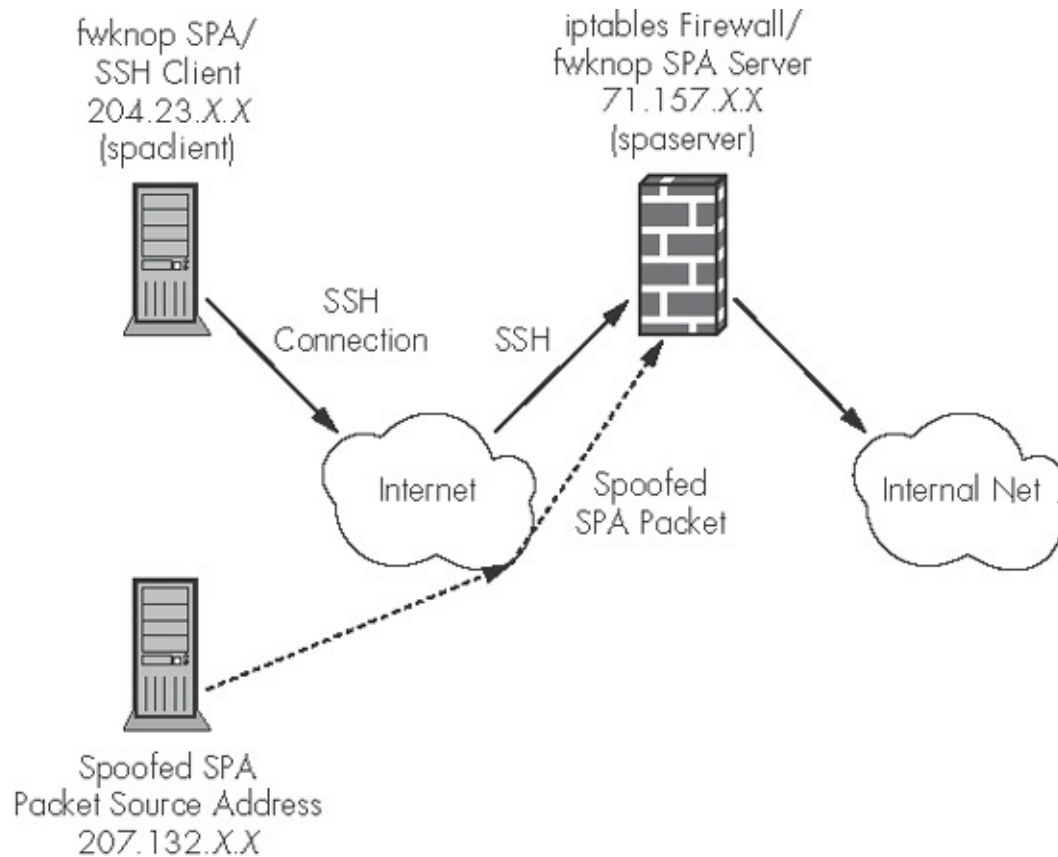 fwknop SPA/
SSH Client
204.23.X.X
(spaclient)
iptables Firewall/
fwknop SPA Server
71.157.X.X
(spaserver)
SSH
Connection
SSH
Internet
Spoofed
SPA Packet
Internal Net
Spoofed SPA
Packet Source Address
207.132.X.X